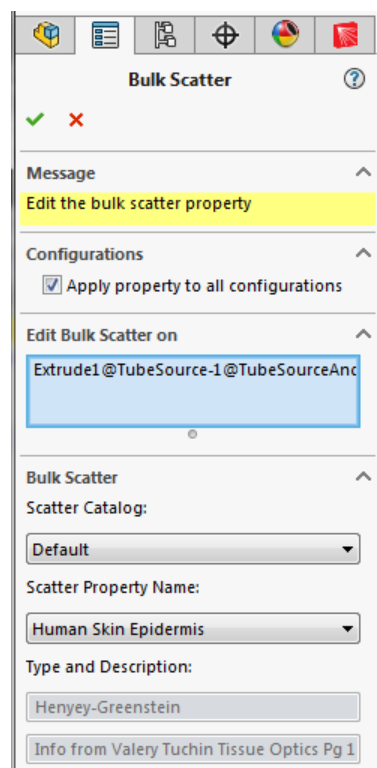 Bulk Scatter
Message
Edit the bulk scatter property
Configurations
Apply property to all configurations
Edit Bulk Scatter on
Extrude1@TubeSource-1@TubeSourceAnd
Bulk Scatter
Scatter Catalog:
Default
Scatter Property Name:
Human Skin Epidermis
Type and Description:
Henyey-Greenstein
Info from Valery Tuchin Tissue Optics Pg 1